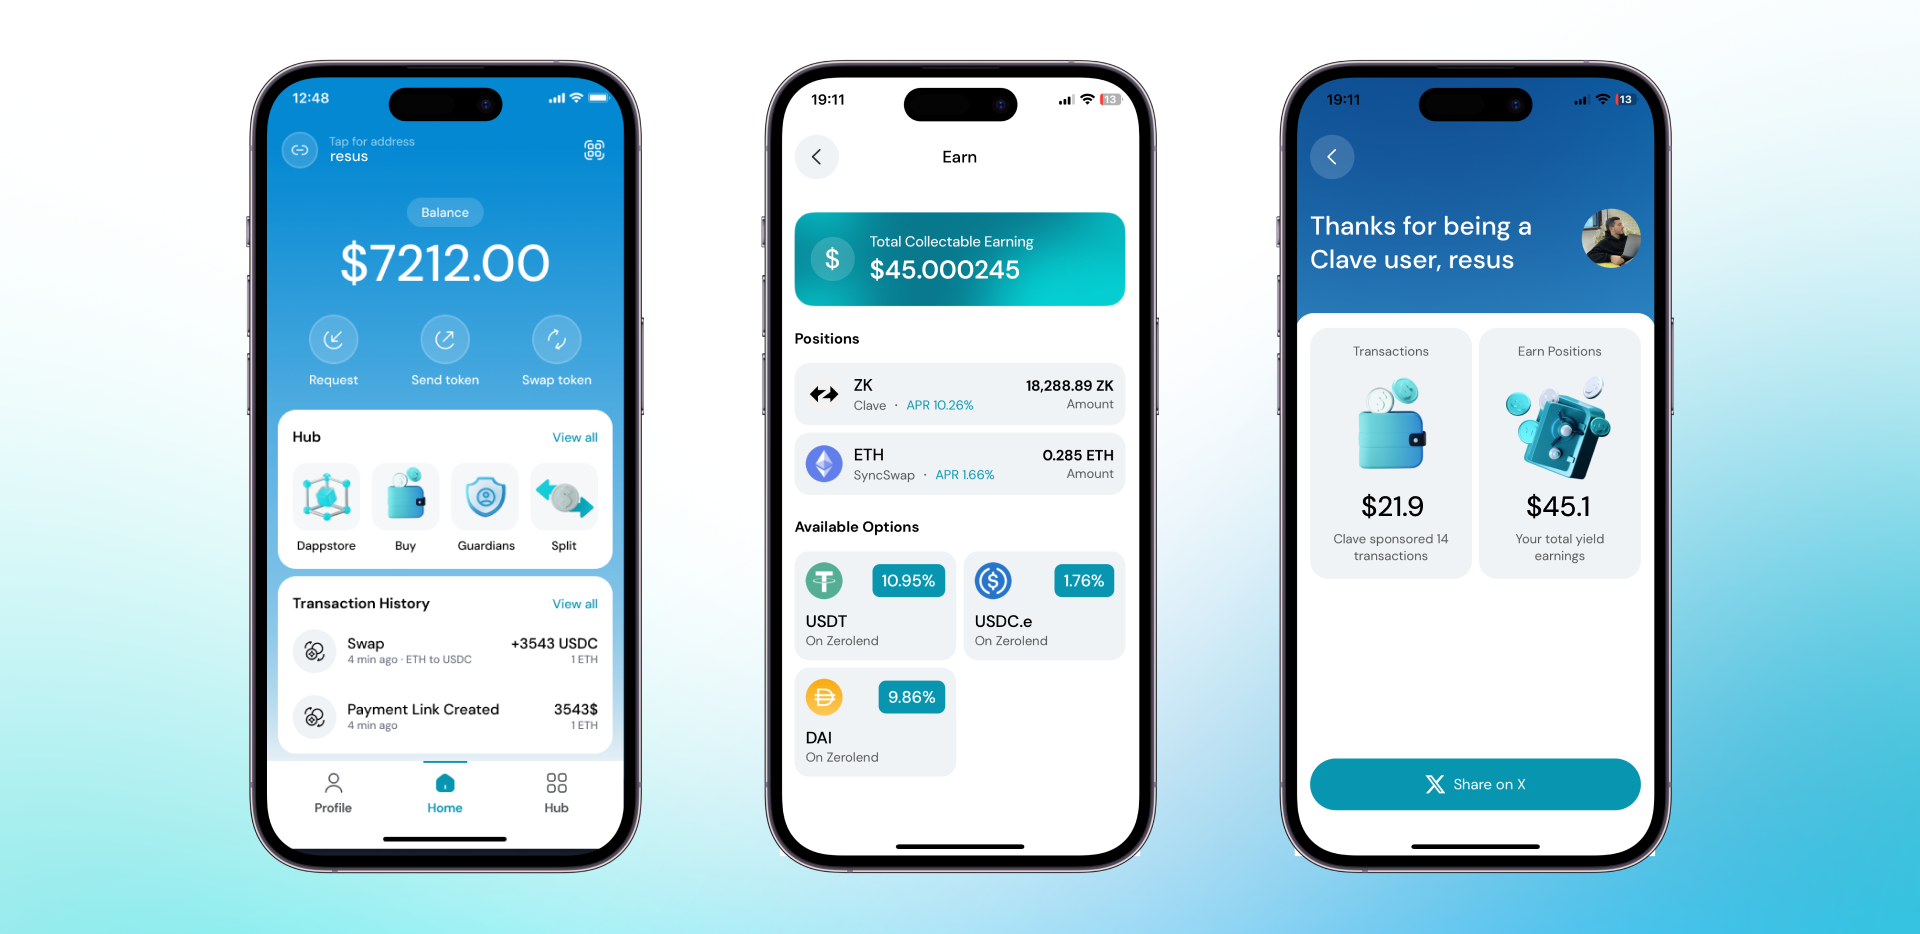 12:48
Tap for address
resus
Balance
$7212.00
Request
Send token
Swap token
Hub
View all
Dappstore
Buy
Guardians
Split
Transaction History
View all
Swap
+3543 USDC
4 min ago · ETH to USDC
1 ETH
Payment Link Created
3543$
4 min ago
1 ETH
Profile
Home
Hub
19:11
13
Earn
$
Total Collectable Earning
$45.000245
Positions
ZK
18,288.89 ZK
Clave · APR 10.26%
Amount
ETH
0.285 ETH
SyncSwap · APR 1.66%
Amount
Available Options
10.95%
USDT
On Zerolend
1.76%
USDC.e
On Zerolend
9.86%
DAI
On Zerolend
19:11
13
Thanks for being a
Clave user, resus
Transactions
$21.9
Clave sponsored 14
transactions
Earn Positions
$45.1
Your total yield
earnings
Share on X